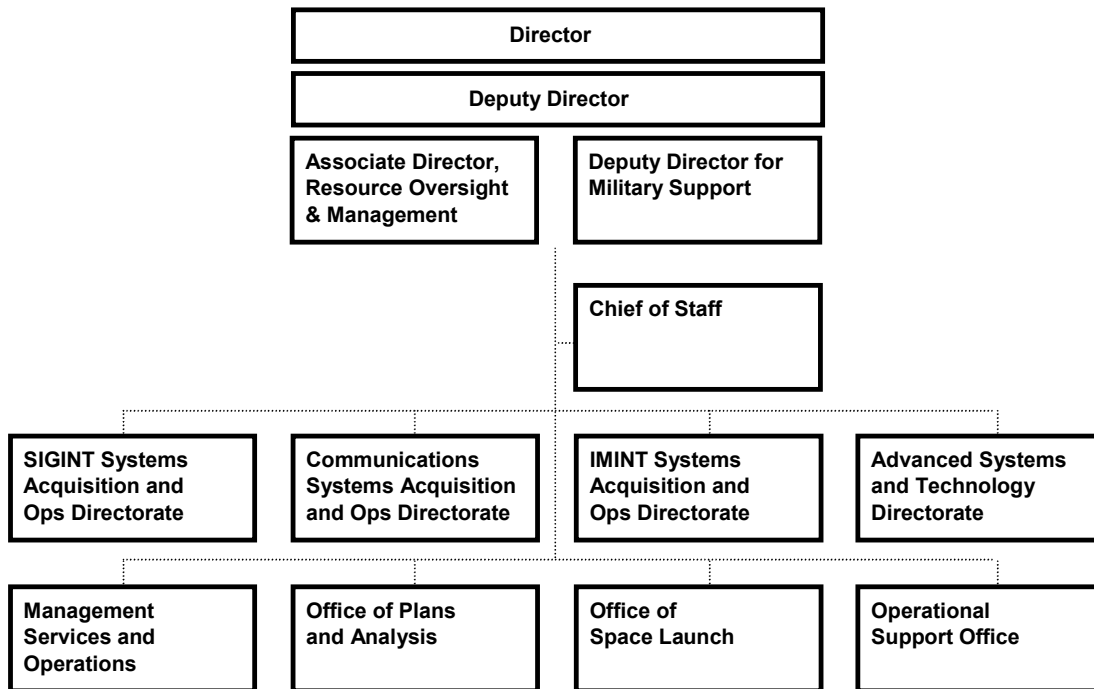 Director
Deputy Director
Associate Director,
Resource Oversight
& Management
Deputy Director for
Military Support
Chief of Staff
SIGINT Systems
Acquisition and
Ops Directorate
Communications
Systems Acquisition
and Ops Directorate
IMINT Systems
Acquisition and
Ops Directorate
Advanced Systems
and Technology
Directorate
Management
Services and
Operations
Office of Plans
and Analysis
Office of
Space Launch
Operational
Support Office